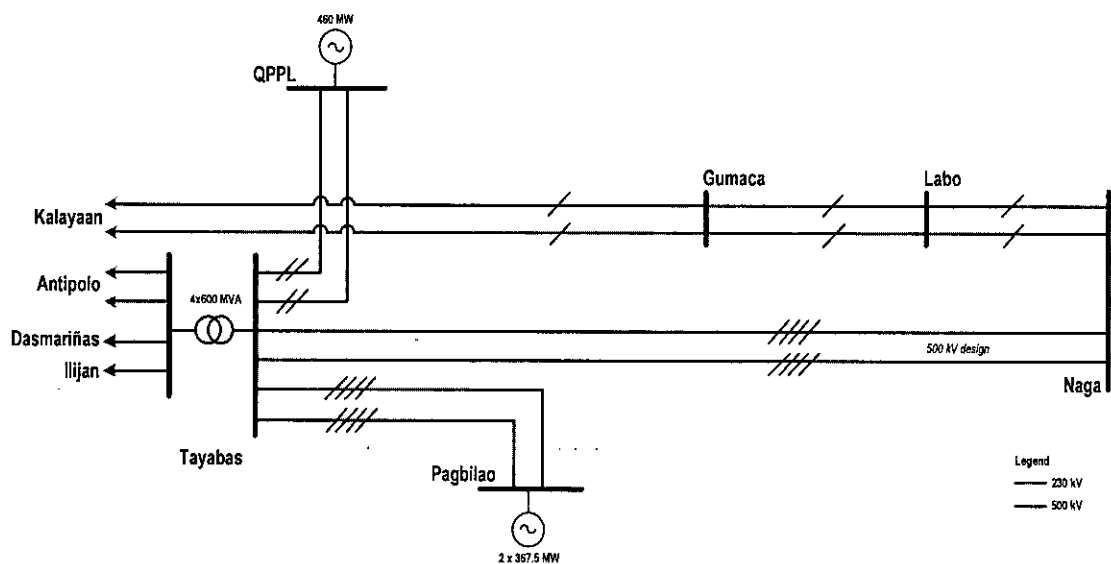 460 MW
QPPL
Gumaca
Labo
Kalayaan
Antipolo
4x600 MVA
Dasmariñas
500 kV design
Ilijan
Naga
Tayabas
Pagbilao
Legend
230 kV
500 kV
2 x 367.5 MW